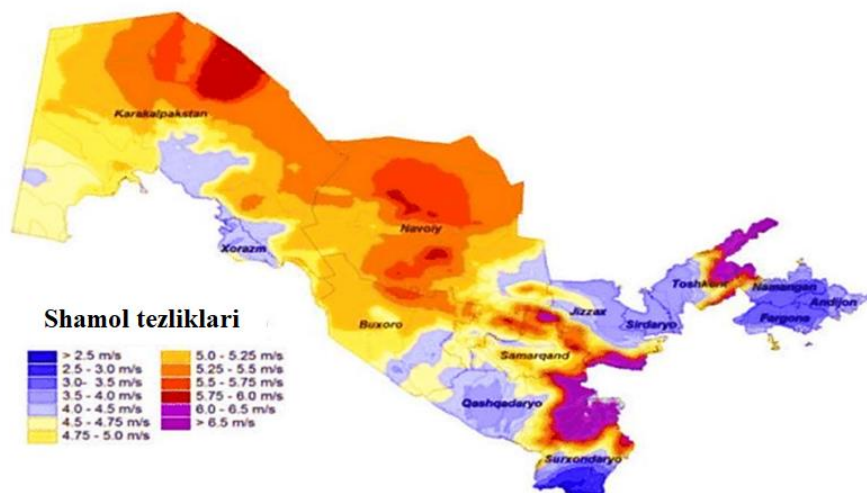 Karakalpakstan
Navoiy
Xorazm
Toshkent
Namangan
Andijon
Fargona
Jizzax
Sirdaryo
Buxoro
Samarqand
Qashqadaryo
Surxondaryo
Shamol tezliklari
> 2.5 m/s
2.5 - 3.0 m/s
3.0- 3.5 m/s
3.5 - 4.0 m/s
4.0 - 4.5 m/s
4.5 - 4.75 m/s
4.75 - 5.0 m/s
5.0 - 5.25 m/s
5.25 - 5.5 m/s
5.5 - 5.75 m/s
5.75 - 6.0 m/s
6.0 - 6.5 m/s
> 6.5 m/s